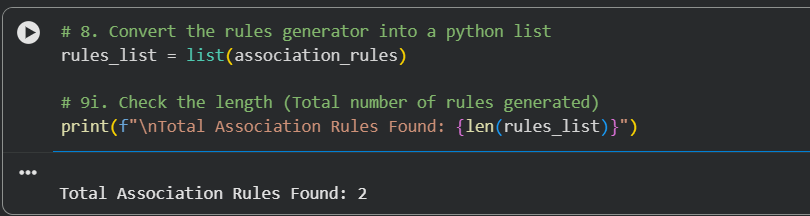 # 8. Convert the rules generator into a python list
rules_list = list(association_rules)
# 9i. Check the length (Total number of rules generated)
print(f"\nTotal Association Rules Found: {len(rules_list)}")
Total Association Rules Found: 2